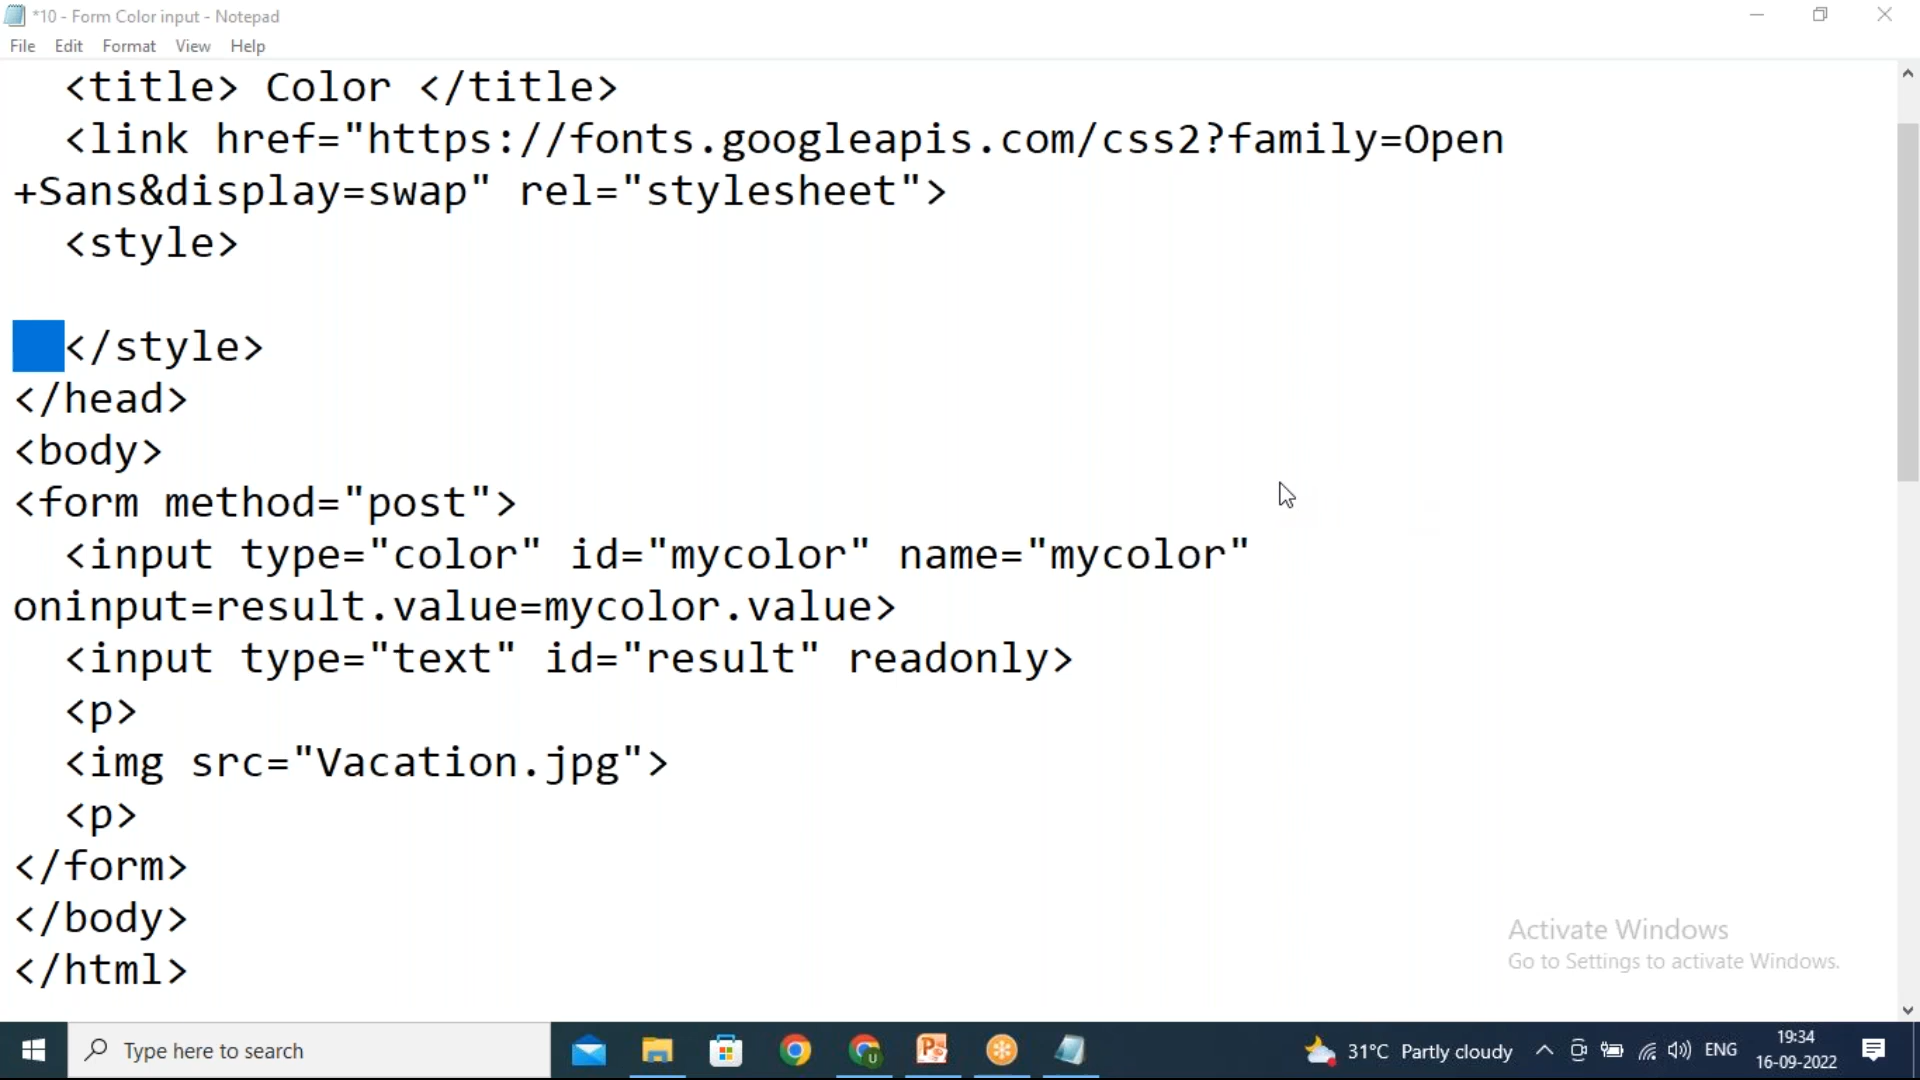 *10 - Form Color input - Notepad
File Edit Format View Help
<title> Color </title>
<link href="https://fonts.googleapis.com/css2?family=Open
+Sans&display=swap" rel="stylesheet">
<style>
</style>
</head>
<body>
<form method="post">
<input type="color" id="mycolor" name="mycolor"
oninput=result.value=mycolor.value>
<input type="text" id="result" readonly>
<p>
<img src="Vacation.jpg">
<p>
</form>
</body>
</html>
Activate Windows
Go to Settings to activate Windows.
Type here to search
U
31°C Partly cloudy
ENG
19:34
16-09-2022